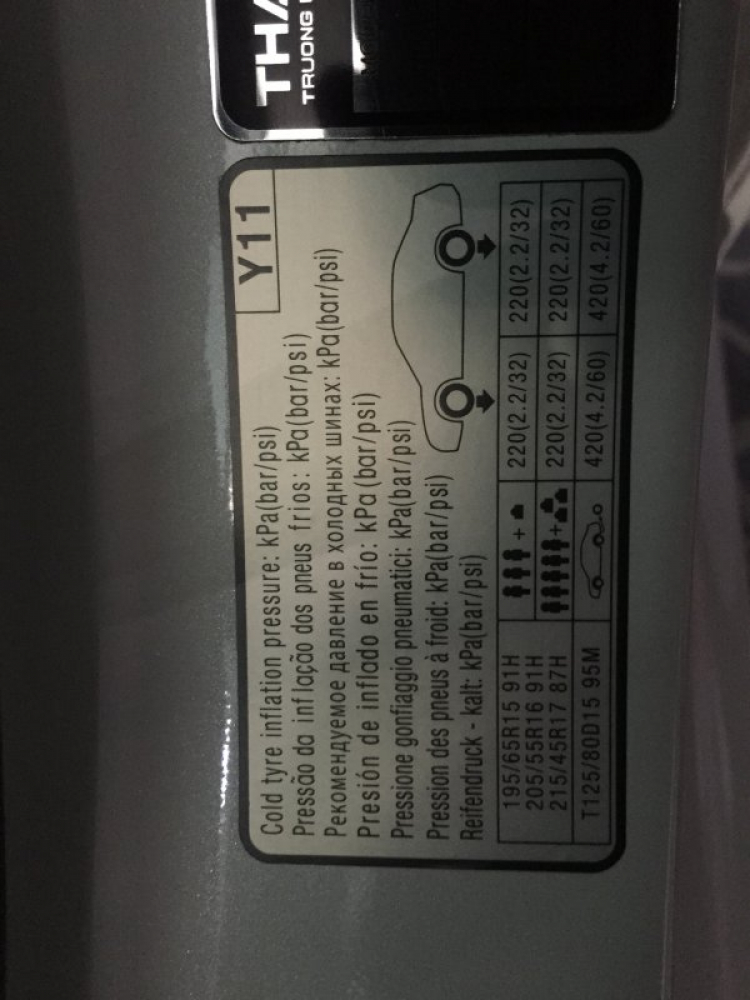 THA
TRUONG
Y11
Cold tyre inflation pressure: kPa(bar/psi)
Pressão da inflação dos pneus frios: kPa(bar/psi)
Рекомендуемое давление в холодных шинах: kPa(bar/psi)
Presión de inflado en frío: kPa (bar/psi)
Pressione gonfiaggio pneumatici: kPa(bar/psi)
Pression des pneus à froid: kPa(bar/psi)
Reifendruck - kalt: kPa(bar/psi)
195/65R15 91H + 220(2.2/32) 220(2.2/32)
205/55R16 91H
215/45R17 87H + 220(2.2/32) 220(2.2/32)
T125/80D15 95M 420(4.2/60) 420(4.2/60)